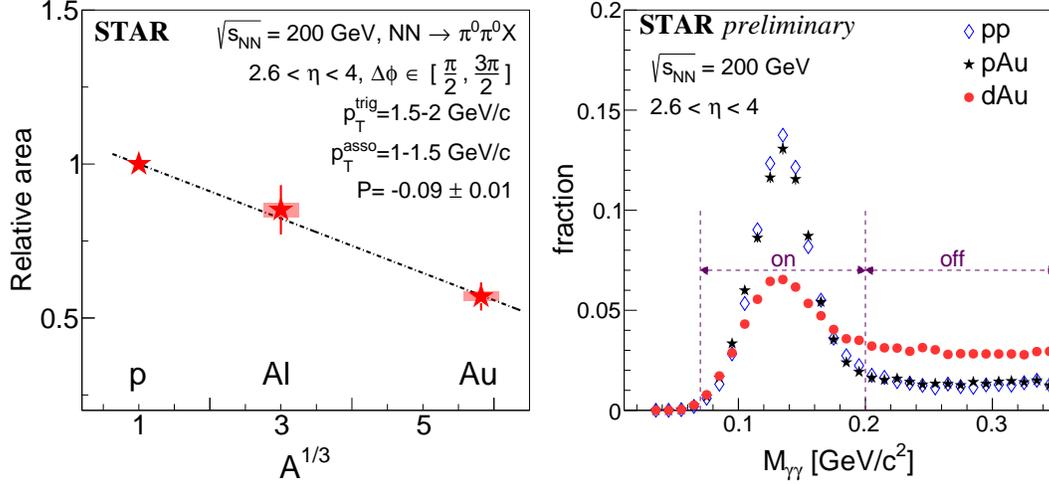 1.5
STAR
√s_NN = 200 GeV, NN → π⁰π⁰X
2.6 < η < 4, Δϕ ∈ [π/2, 3π/2]
p_T^trig=1.5-2 GeV/c
p_T^asso=1-1.5 GeV/c
P= -0.09 ± 0.01
1
0.5
Relative area
p Al Au
1 3 5
A^1/3
0.2
STAR preliminary
√s_NN = 200 GeV
2.6 < η < 4
pp
pAu
dAu
0.15
0.1
0.05
0
fraction
on off
0.1 0.2 0.3
M_γγ [GeV/c²]